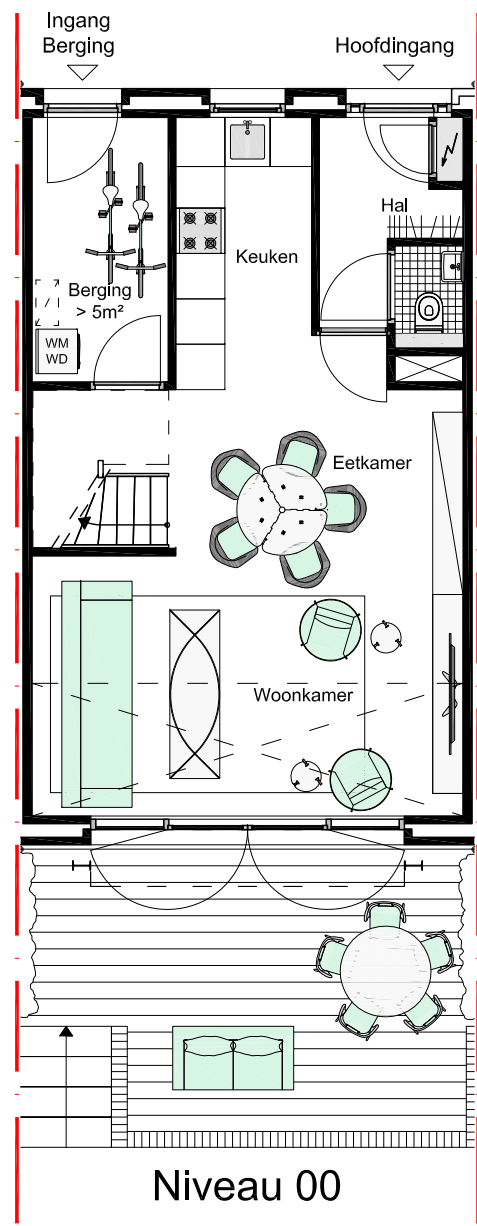 Ingang
Berging
Hoofdingang
Hal
Keuken
Berging
> 5m²
WM
WD
Eetkamer
Woonkamer
Niveau 00